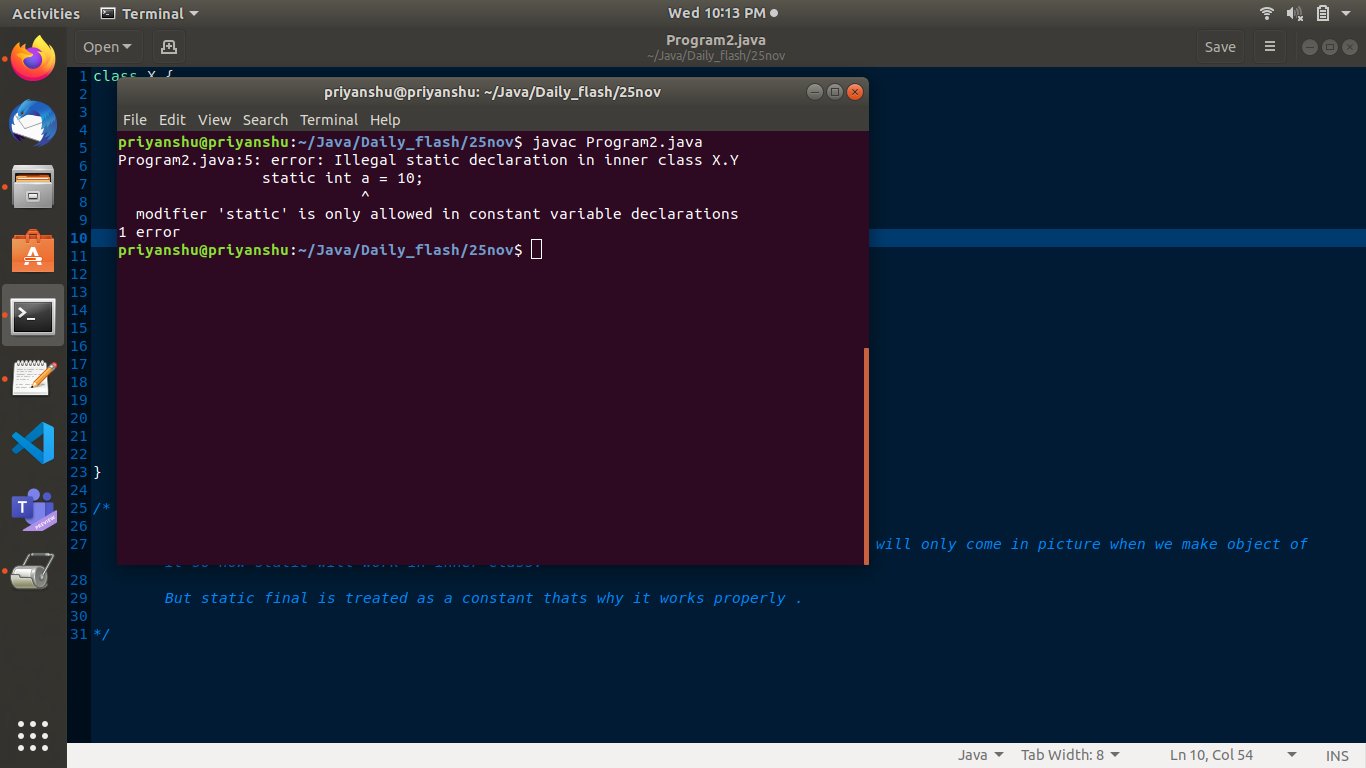 Activities Terminal Wed 10:13 PM
Open Program2.java Save
~/Java/Daily_flash/25nov
1 class X {
priyanshu@priyanshu: ~/Java/Daily_flash/25nov
File Edit View Search Terminal Help
priyanshu@priyanshu:~/Java/Daily_flash/25nov$ javac Program2.java
Program2.java:5: error: Illegal static declaration in inner class X.Y
static int a = 10;
^
modifier 'static' is only allowed in constant variable declarations
1 error
priyanshu@priyanshu:~/Java/Daily_flash/25nov$
2
3
4
5
6
7
8
9
10
11
12
13
14
15
16
17
18
19
20
21
22
23 }
24
25 /*
26
27 will only come in picture when we make object of
28
29 But static final is treated as a constant thats why it works properly .
30
31 */
T
PREVIEW
Java Tab Width: 8 Ln 10, Col 54 INS